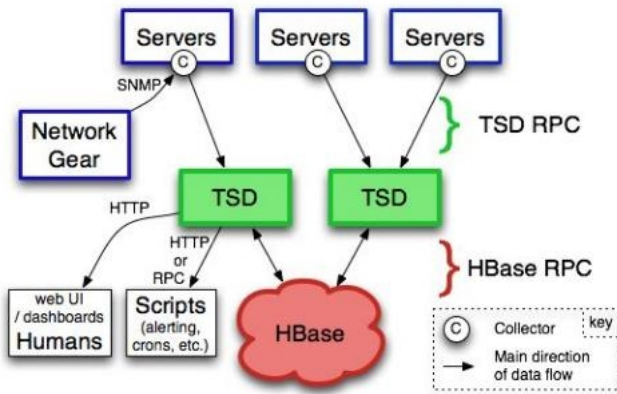 Servers
Servers
Servers
C
C
C
SNMP
Network
Gear
TSD RPC
TSD
TSD
HTTP
HTTP
or
RPC
HBase RPC
web UI
/ dashboards
Humans
Scripts
(alerting,
crons, etc.)
HBase
C
Collector
key
Main direction
of data flow